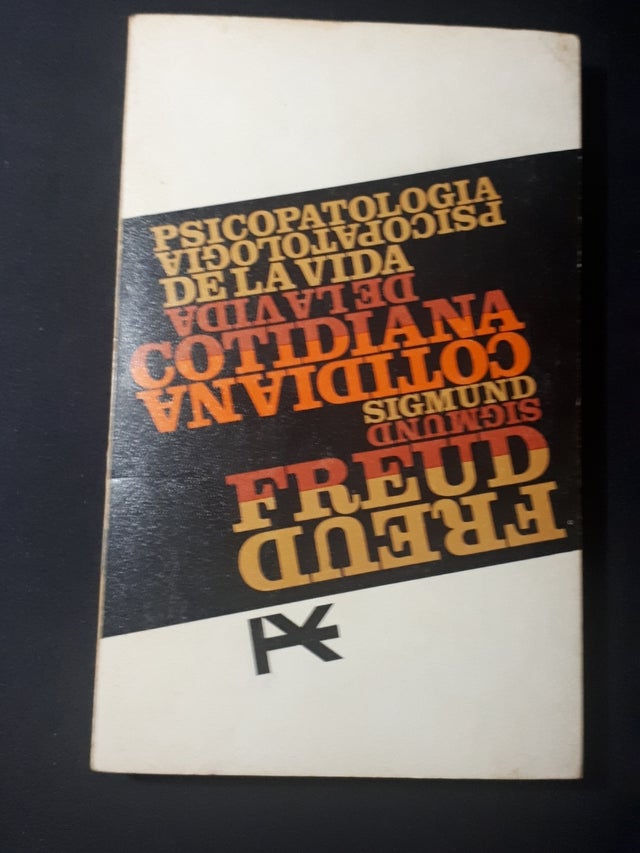 PSICOPATOLOGIA
PSICOPATOLOGIA
DE LA VIDA
DE LA VIDA
COTIDIANA
COTIDIANA
SIGMUND
SIGMUND
FREUD
FREUD